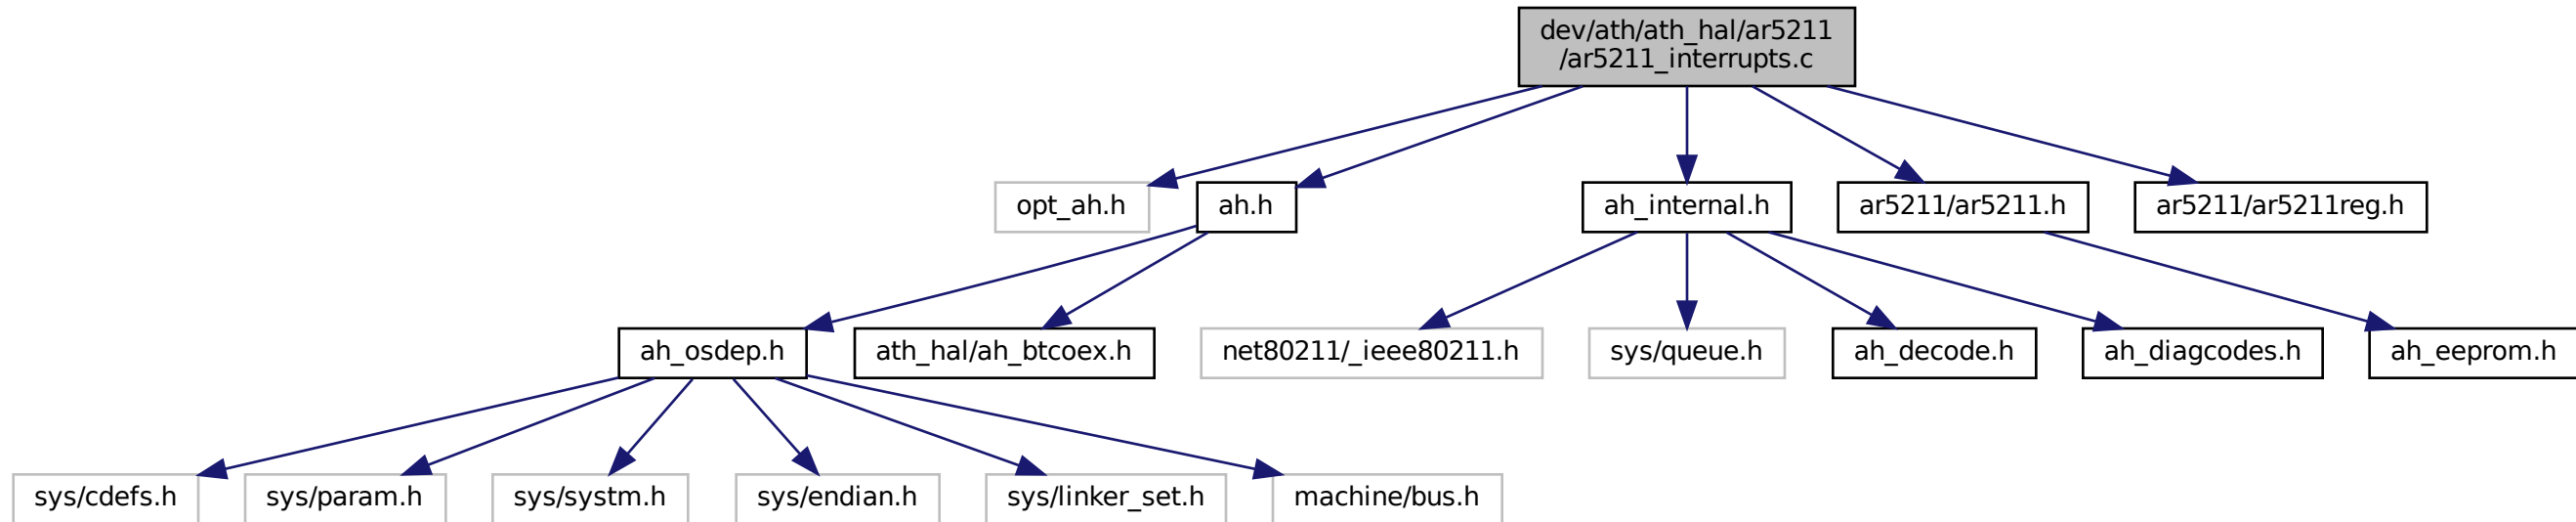 dev/ath/ath_hal/ar5211
/ar5211_interrupts.c
opt_ah.h
ah.h
ah_internal.h
ar5211/ar5211.h
ar5211/ar5211reg.h
ah_osdep.h
ath_hal/ah_btcoex.h
net80211/_ieee80211.h
sys/queue.h
ah_decode.h
ah_diagcodes.h
ah_eeprom.h
sys/cdefs.h
sys/param.h
sys/systm.h
sys/endian.h
sys/linker_set.h
machine/bus.h